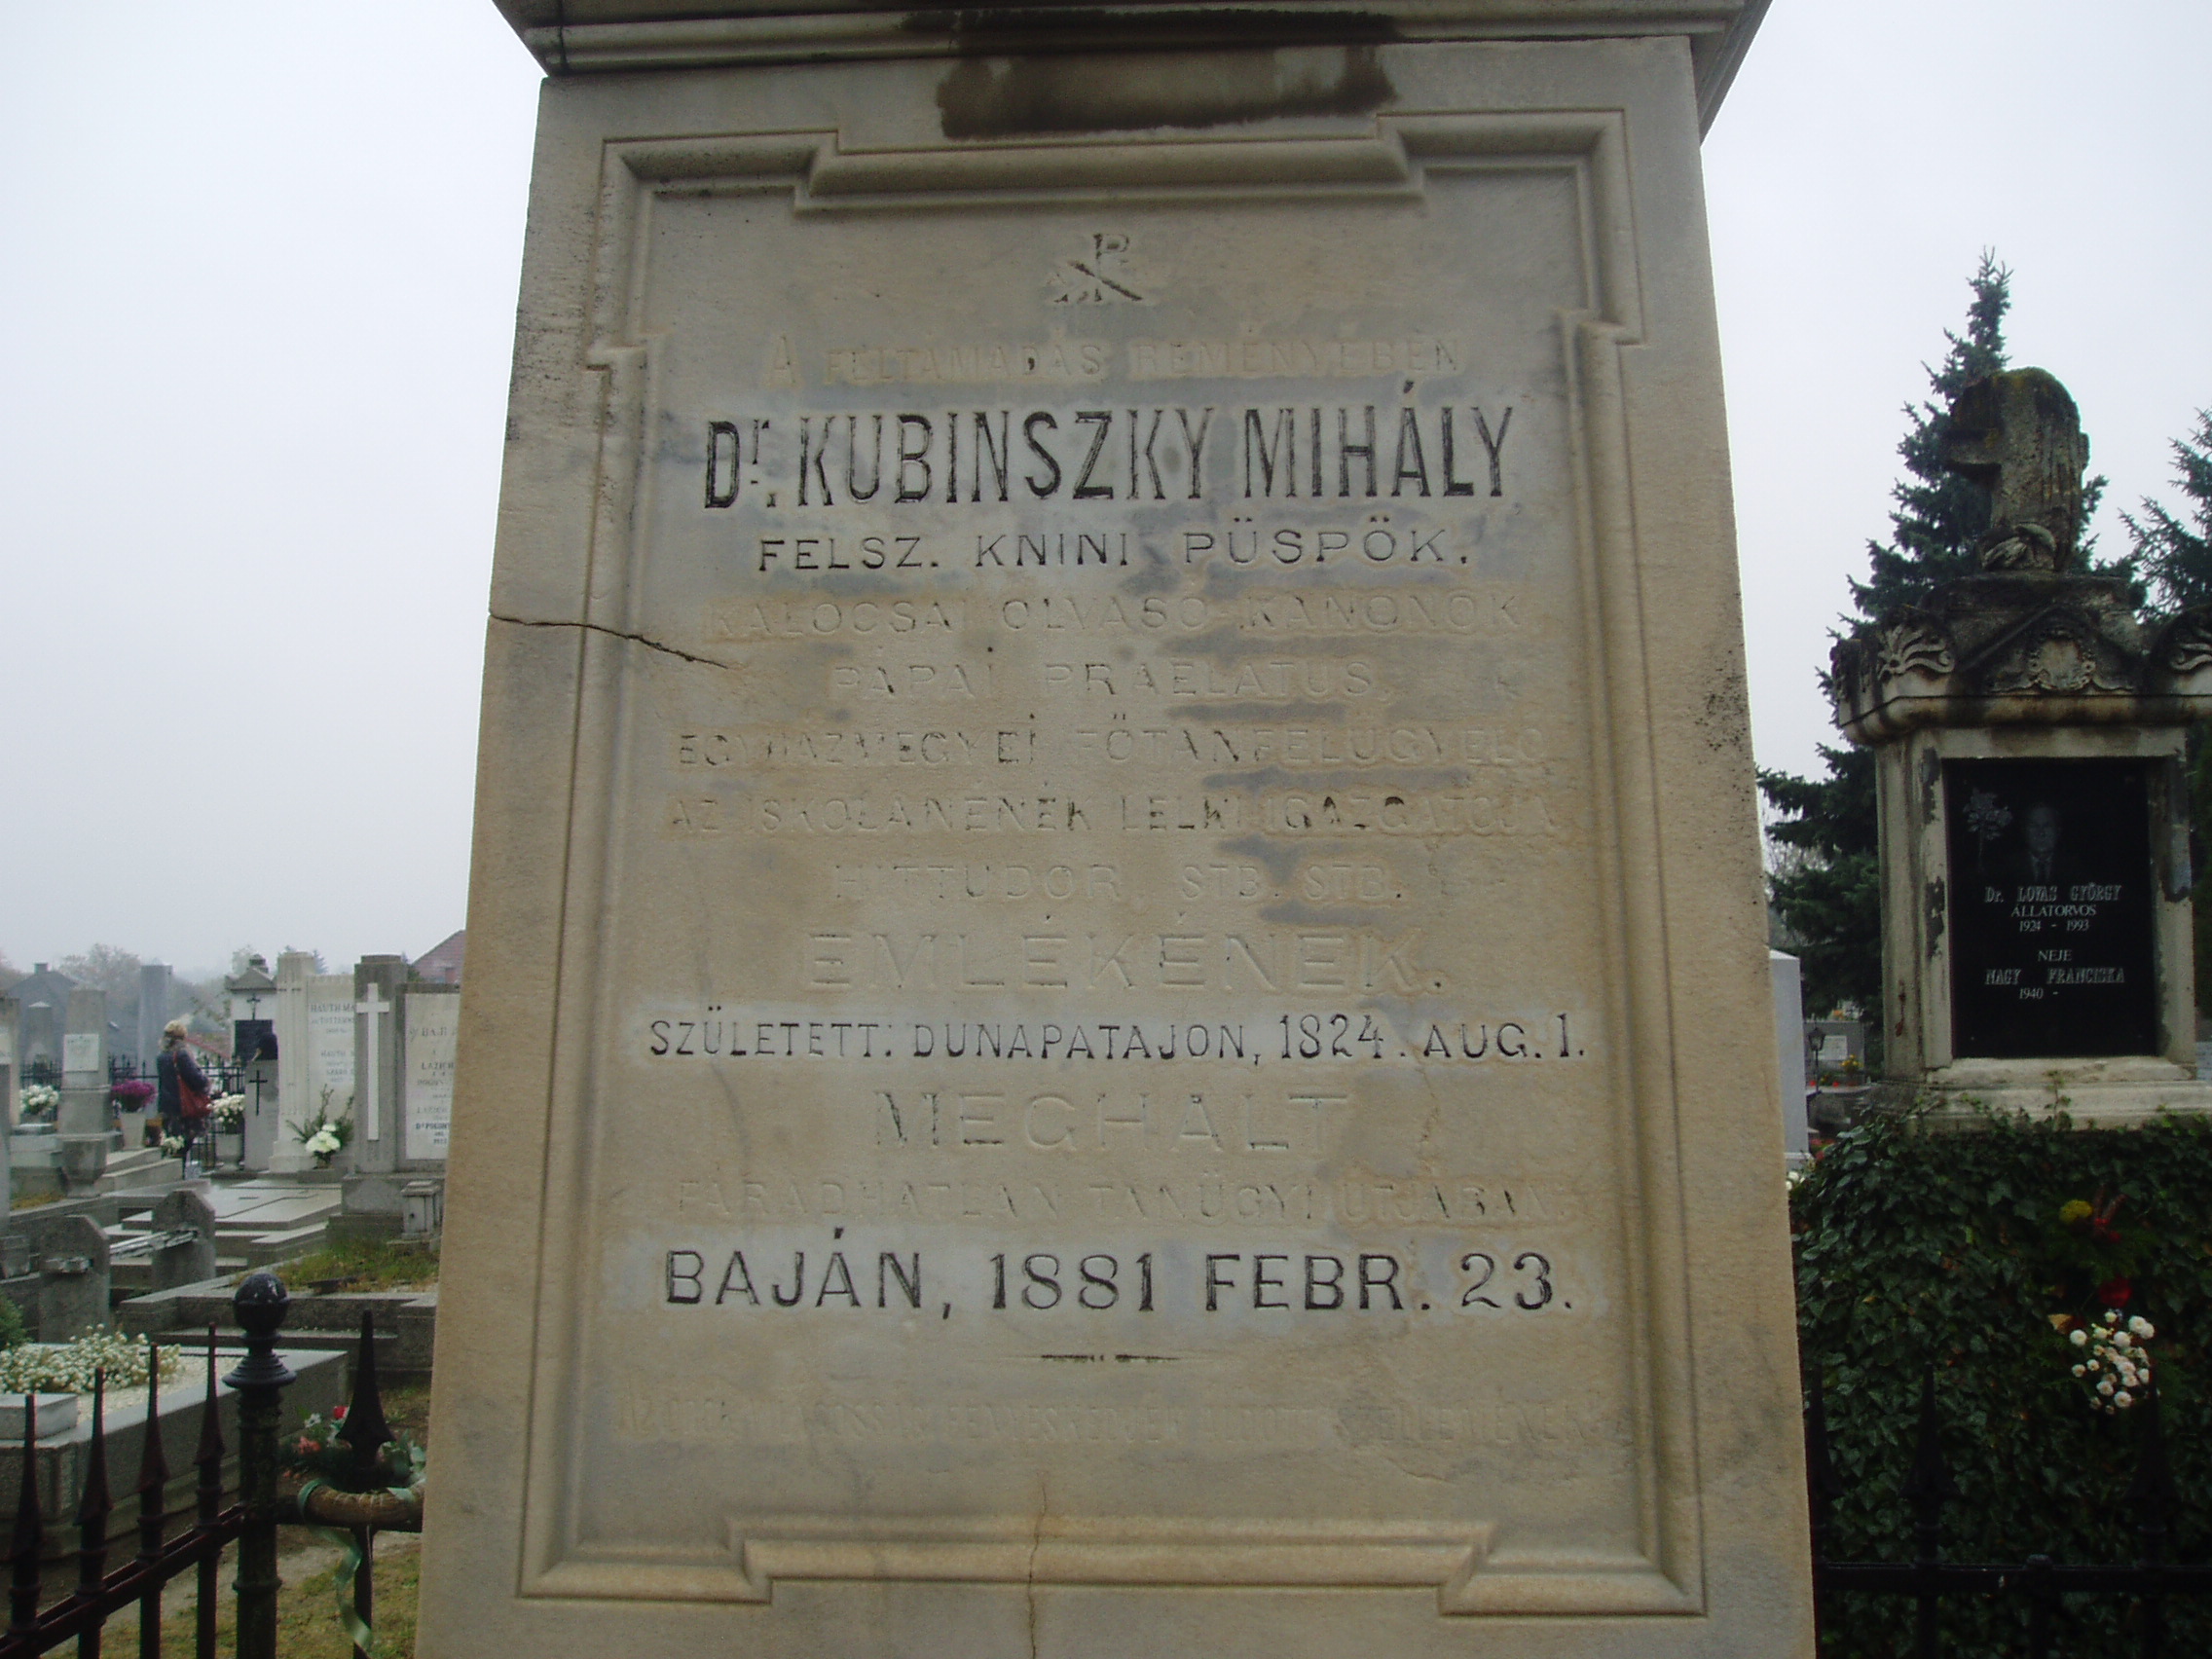 A FELTÁMADÁS REMÉNYÉBEN
Dr. KUBINSZKY MIHÁLY
FELSZ. KNINI PÜSPÖK.
KALOCSAI OLVASÓ-KANONOK
PÁPAI PRAELATUS,
EGYHÁZMEGYEI FŐTANFELÜGYELŐ
AZ ISKOLANÉNÉK LELKI IGAZGATÓJA
HITTUDOR, STB. STB.
EMLÉKÉNEK.
SZÜLETETT: DUNAPATAJON, 1824. AUG. 1.
MEGHALT
FÁRADHATLAN TANÜGYI ÚTJÁBAN
BAJÁN, 1881 FEBR. 23.
Dr. LOVAS GYÖRGY
ÁLLATORVOS
1924 - 1993
NEJE
NAGY FRANCISKA
1940 -